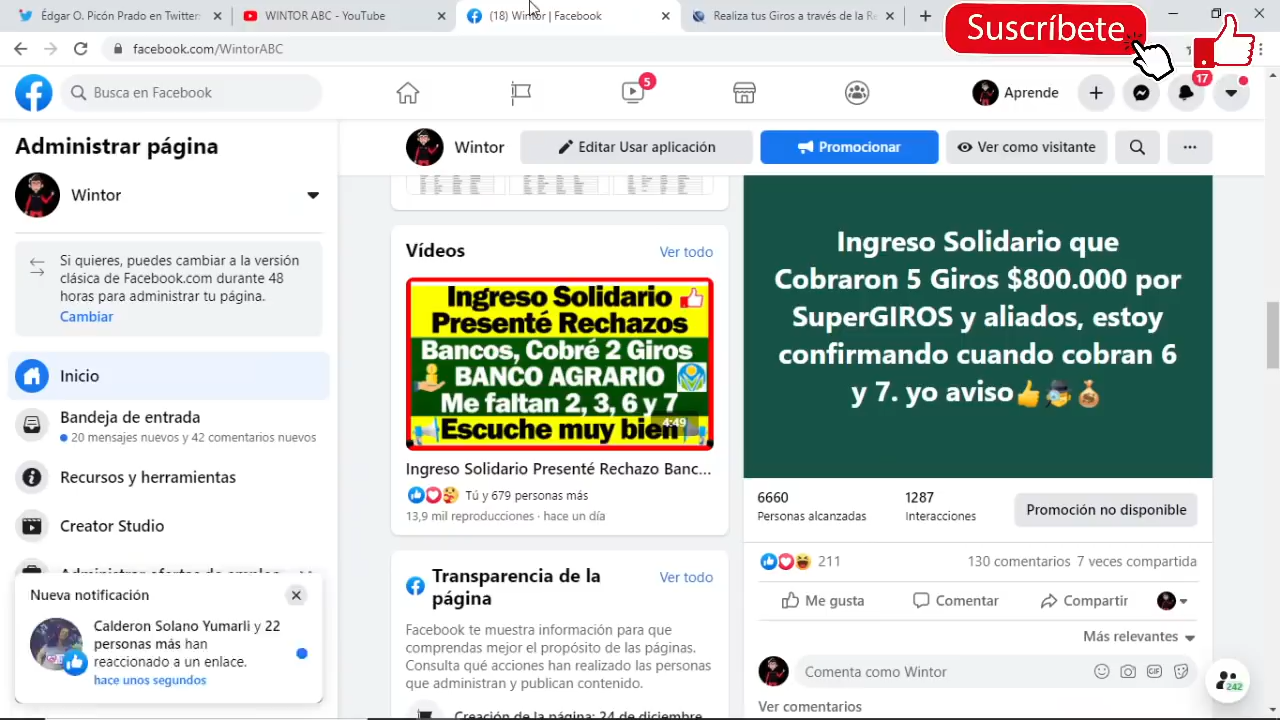 Édgar O. Picón Prado en Twitter:
WINTOR ABC - YouTube
(18) Wintor | Facebook
Realiza tus Giros a través de la Re
Suscríbete
facebook.com/WintorABC
Busca en Facebook
5
Aprende
17
Administrar página
Wintor
Editar Usar aplicación
Promocionar
Ver como visitante
Wintor
Si quieres, puedes cambiar a la versión
clásica de Facebook.com durante 48
horas para administrar tu página.
Cambiar
Inicio
Bandeja de entrada
20 mensajes nuevos y 42 comentarios nuevos
Recursos y herramientas
Creator Studio
Administrar ofertas de empleo
Nueva notificación
Calderon Solano Yumarli y 22
personas más han
reaccionado a un enlace.
hace unos segundos
Vídeos
Ver todo
Ingreso Solidario
Presenté Rechazos
Bancos, Cobré 2 Giros
BANCO AGRARIO
Me faltan 2, 3, 6 y 7
Escuche muy bien
4:49
Ingreso Solidario Presenté Rechazo Banc...
Tú y 679 personas más
13,9 mil reproducciones · hace un día
Transparencia de la
página
Ver todo
Facebook te muestra información para que
comprendas mejor el propósito de las páginas.
Consulta qué acciones han realizado las personas
que administran y publican contenido.
Creación de la página: 24 de diciembre
Ingreso Solidario que
Cobraron 5 Giros $800.000 por
SuperGIROS y aliados, estoy
confirmando cuando cobran 6
y 7. yo aviso👍🕵💰
6660
Personas alcanzadas
1287
Interacciones
Promoción no disponible
211
130 comentarios 7 veces compartida
Me gusta
Comentar
Compartir
Más relevantes
Comenta como Wintor
GIF
Ver comentarios
242